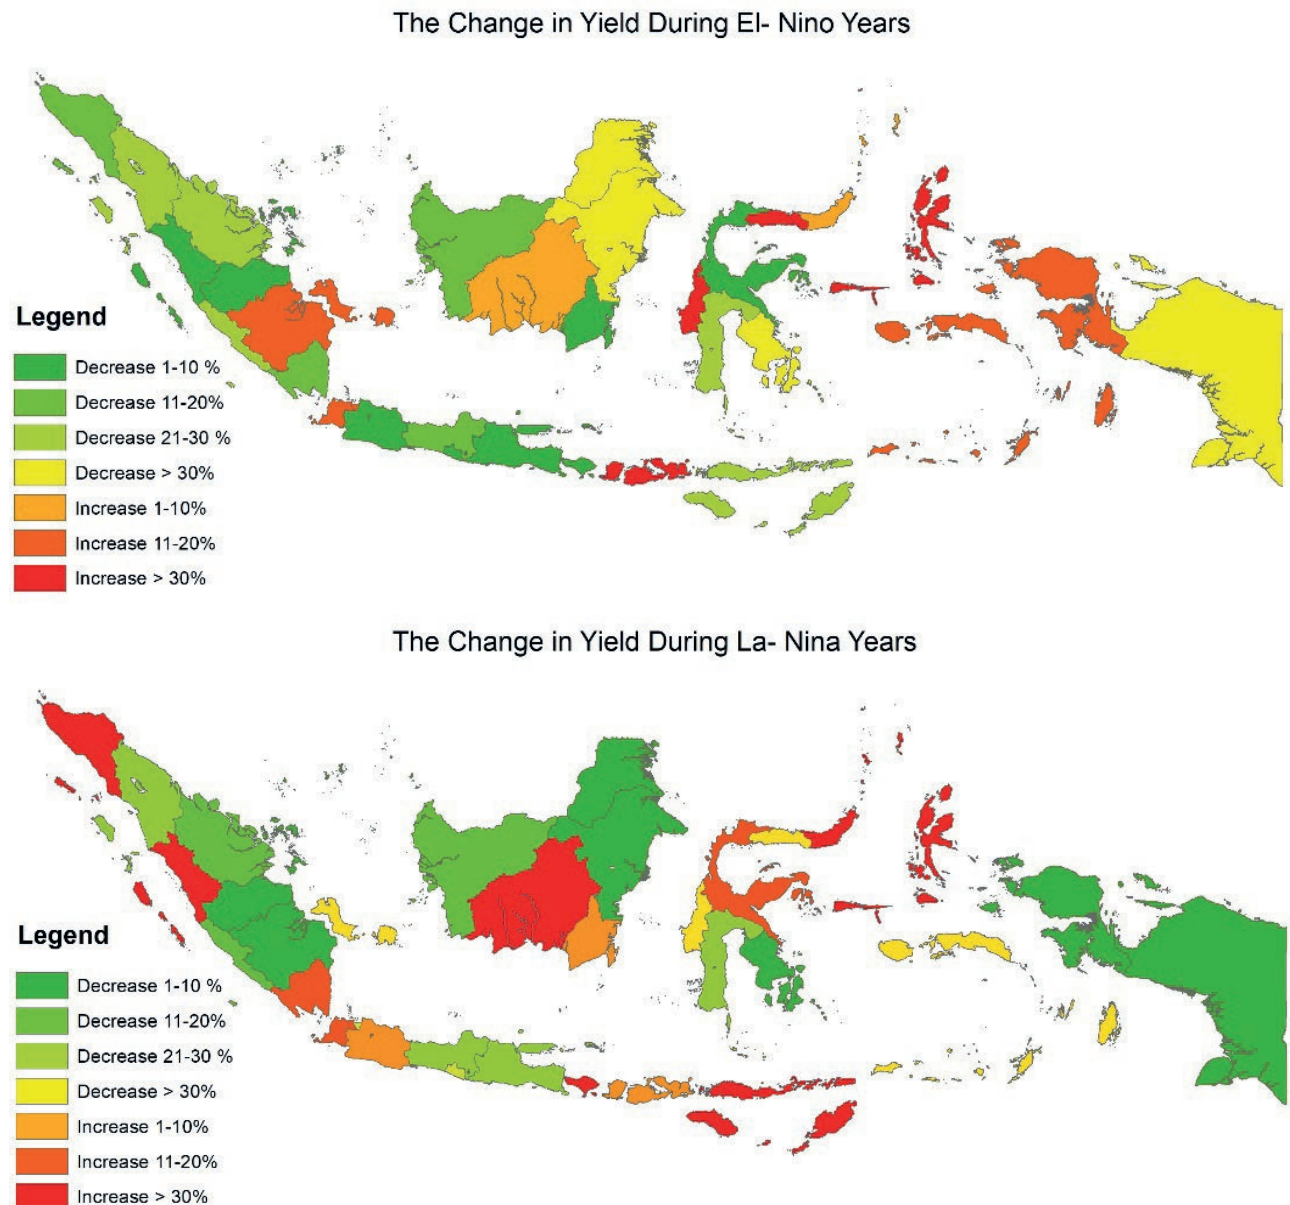 The Change in Yield During El- Nino Years
Legend
Decrease 1-10 %
Decrease 11-20%
Decrease 21-30 %
Decrease > 30%
Increase 1-10%
Increase 11-20%
Increase > 30%
The Change in Yield During La- Nina Years
Legend
Decrease 1-10 %
Decrease 11-20%
Decrease 21-30 %
Decrease > 30%
Increase 1-10%
Increase 11-20%
Increase > 30%